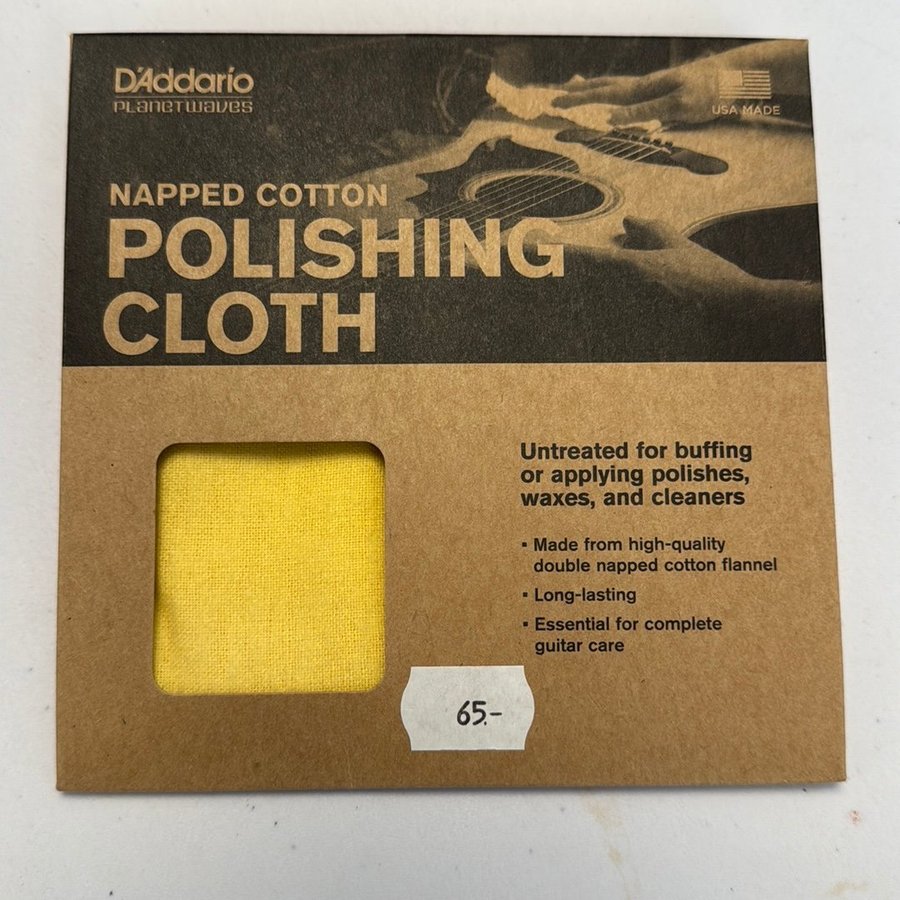 D'Addario
PLANETWAVES
USA MADE
NAPPED COTTON
POLISHING
CLOTH
Untreated for buffing
or applying polishes,
waxes, and cleaners
▪ Made from high-quality
double napped cotton flannel
▪ Long-lasting
▪ Essential for complete
guitar care
65.-